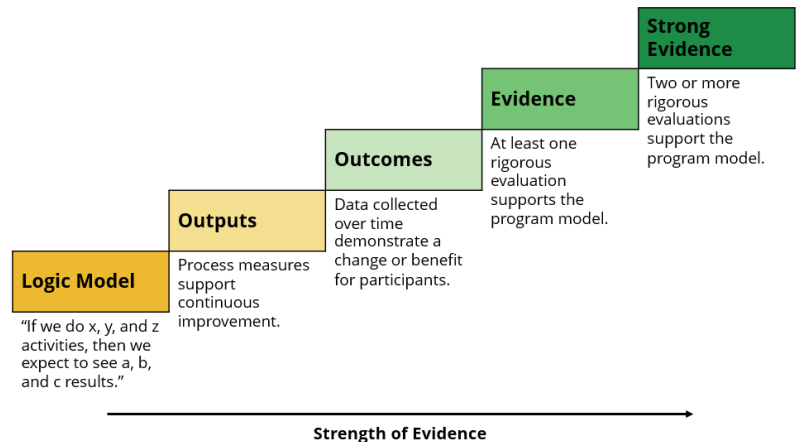 Logic Model
“If we do x, y, and z
activities, then we
expect to see a, b,
and c results.”
Outputs
Process measures
support
continuous
improvement.
Outcomes
Data collected
over time
demonstrate a
change or benefit
for participants.
Evidence
At least one
rigorous
evaluation
supports the
program model.
Strong
Evidence
Two or more
rigorous
evaluations
support the
program model.
Strength of Evidence